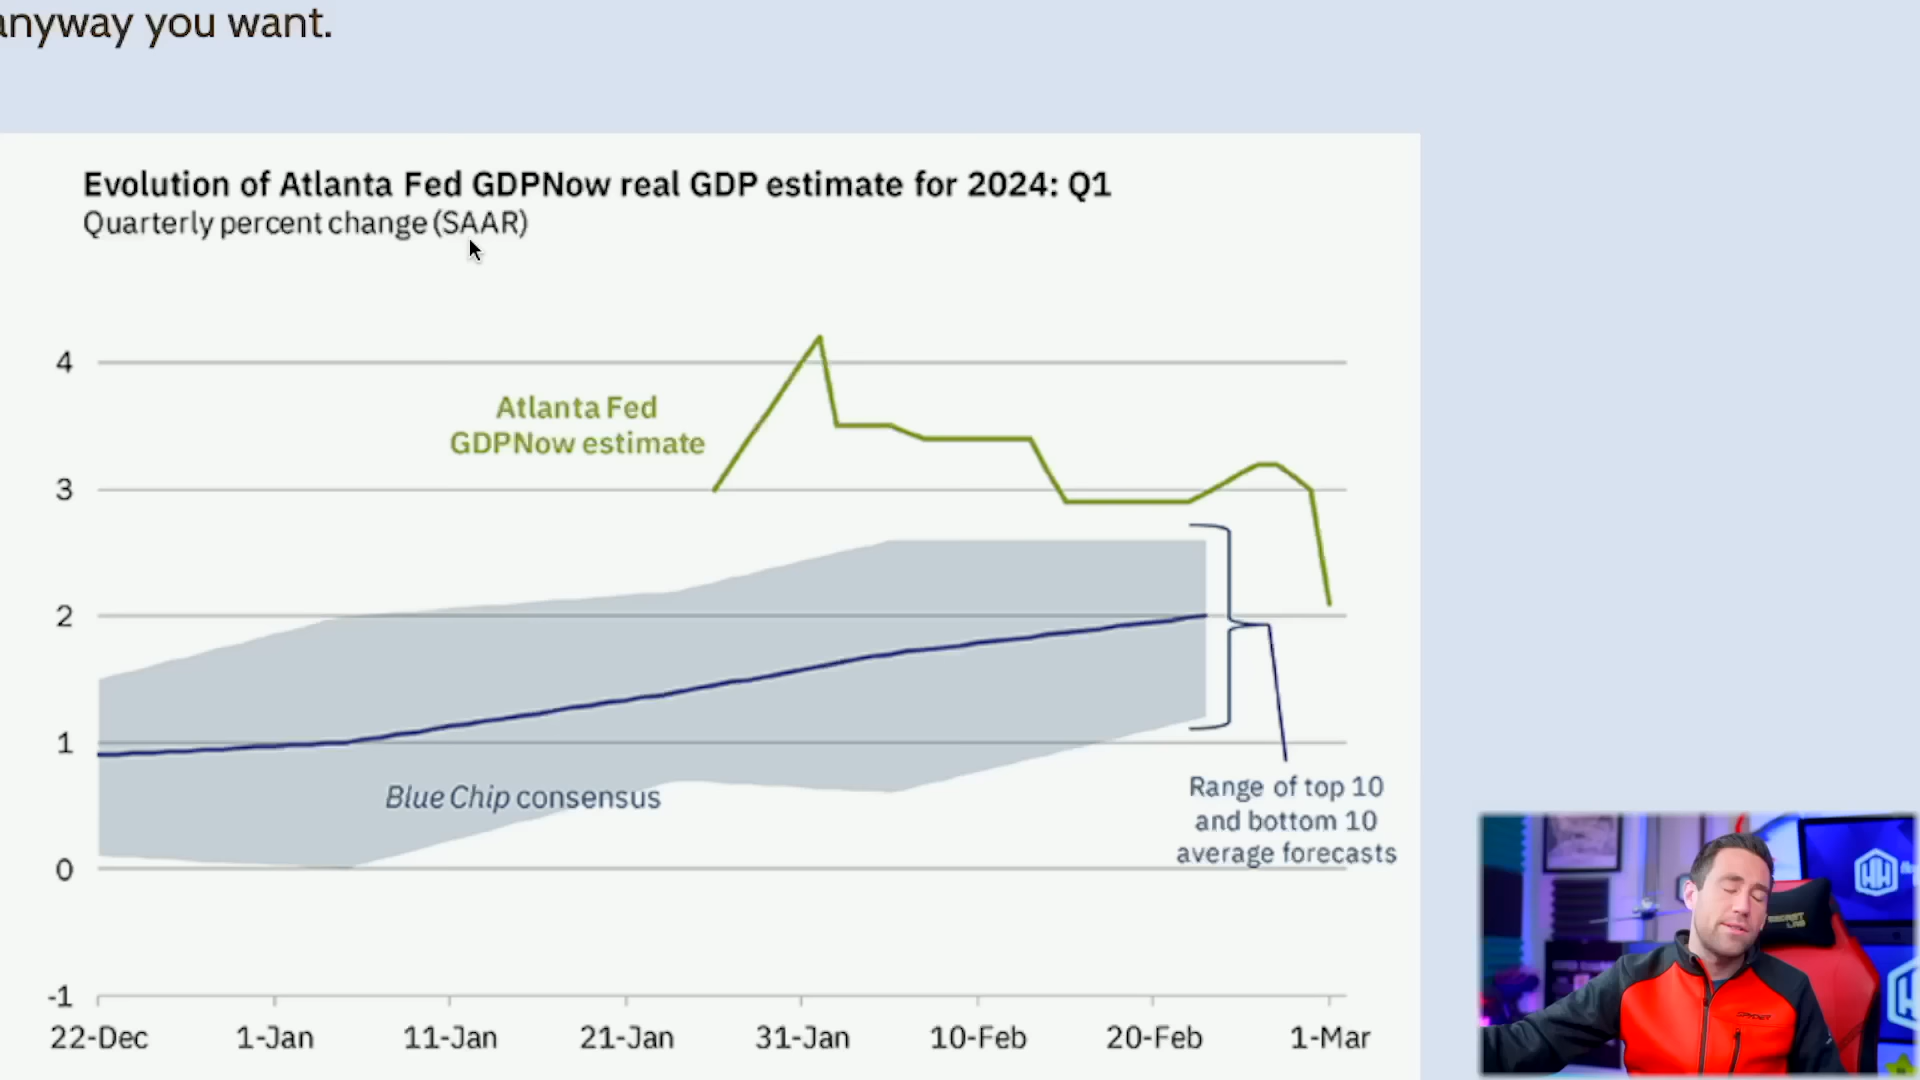 anyway you want.
Evolution of Atlanta Fed GDPNow real GDP estimate for 2024: Q1
Quarterly percent change (SAAR)
4
Atlanta Fed
GDPNow estimate
3
2
1
Blue Chip consensus
Range of top 10
and bottom 10
average forecasts
0
-1
22-Dec
1-Jan
11-Jan
21-Jan
31-Jan
10-Feb
20-Feb
1-Mar
SPYDER